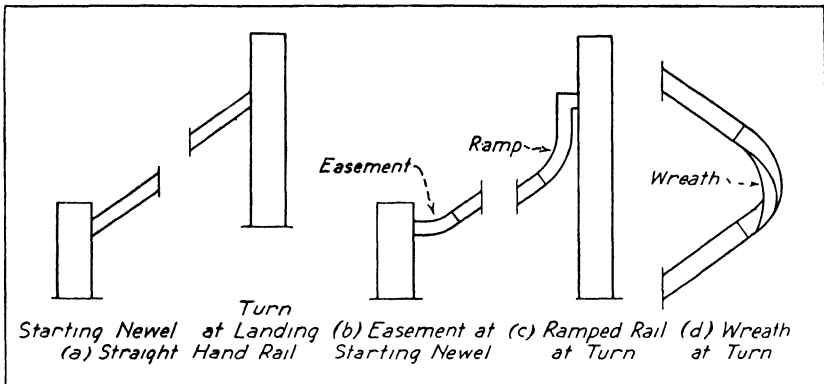 Easement
Ramp
Wreath
Turn
Starting Newel at Landing (b) Easement at (c) Ramped Rail (d) Wreath
(a) Straight Hand Rail Starting Newel at Turn at Turn